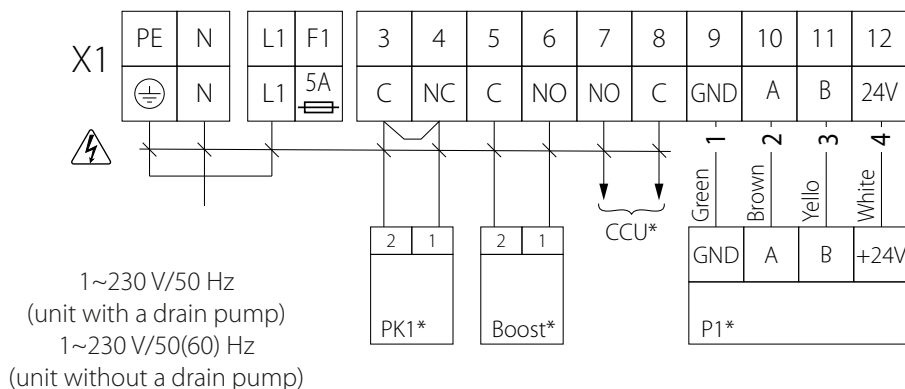 X1
PE N L1 F1 3 4 5 6 7 8 9 10 11 12
N L1 5A C NC C NO NO C GND A B 24V
1 2 3 4
Green Brown Yello White
CCU*
2 1 2 1 GND A B +24V
PK1* Boost* P1*
1~230 V/50 Hz
(unit with a drain pump)
1~230 V/50(60) Hz
(unit without a drain pump)